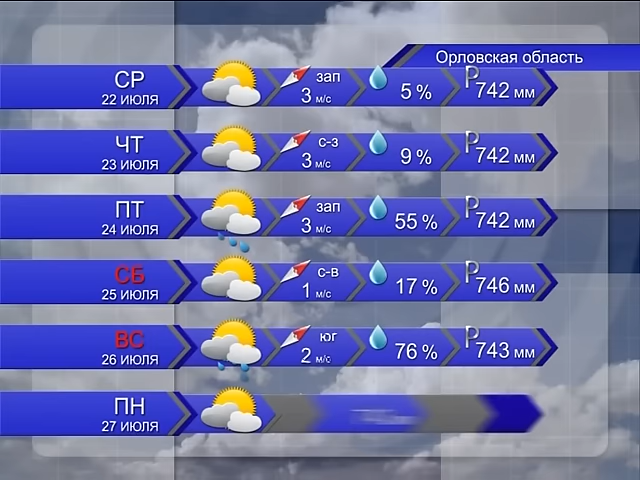 Орловская область
СР
22 ИЮЛЯ
зап
3 м/с
5 %
P 742 мм
ЧТ
23 ИЮЛЯ
с-з
3 м/с
9 %
P 742 мм
ПТ
24 ИЮЛЯ
зап
3 м/с
55 %
P 742 мм
СБ
25 ИЮЛЯ
с-в
1 м/с
17 %
P 746 мм
ВС
26 ИЮЛЯ
юг
2 м/с
76 %
P 743 мм
ПН
27 ИЮЛЯ